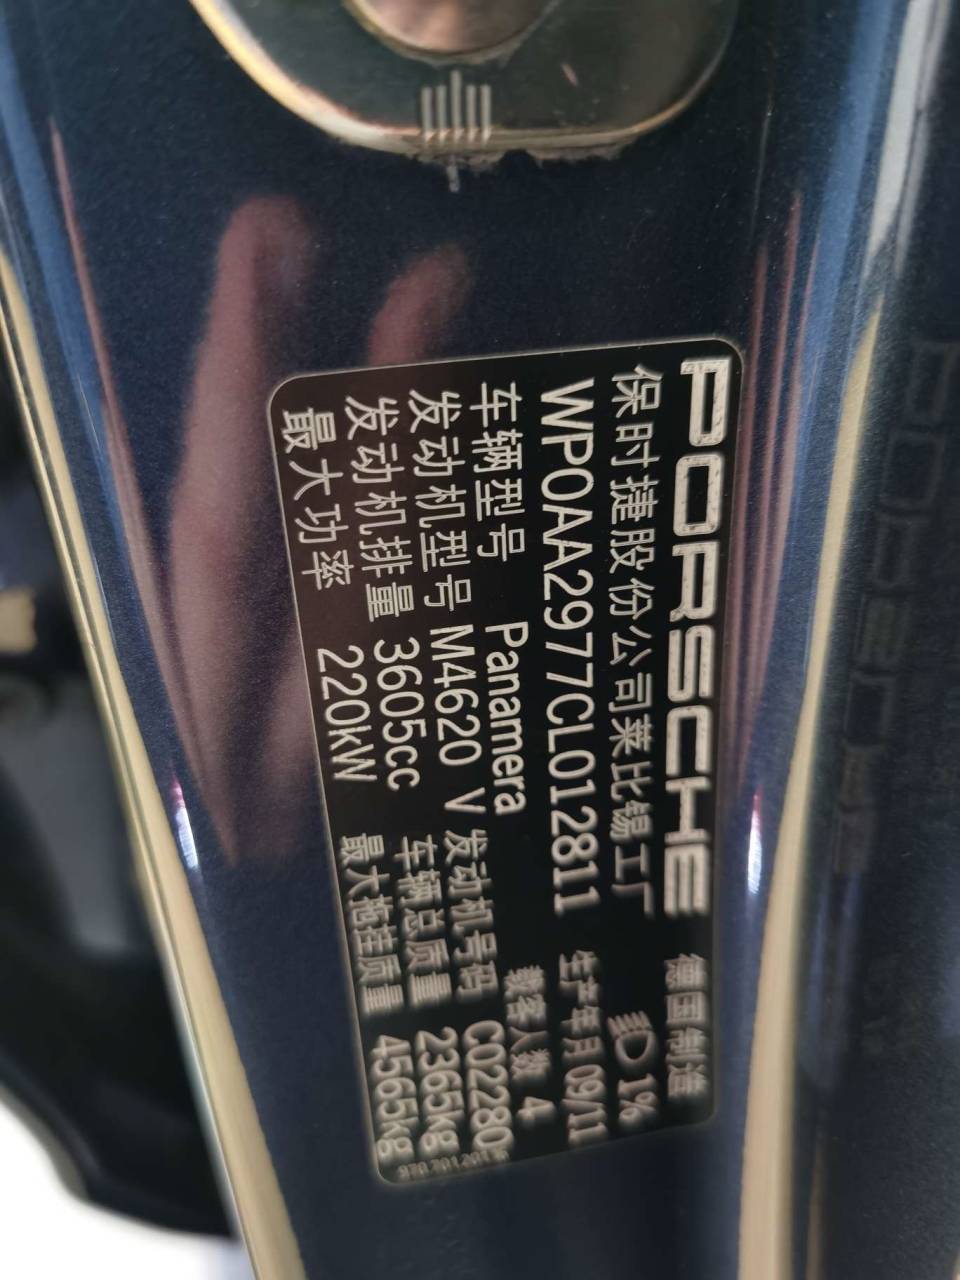 PORSCHE 德国制造
保时捷股份公司莱比锡工厂 1%
WP0AA2977CL012811 生产年月 09/11
车辆型号 Panamera 载客人数 4
发动机型号 M4620 V 发动机号码 C02280
发动机排量 3605cc 车辆总质量 2365kg
最大功率 220kW 最大拖挂质量 4565kg